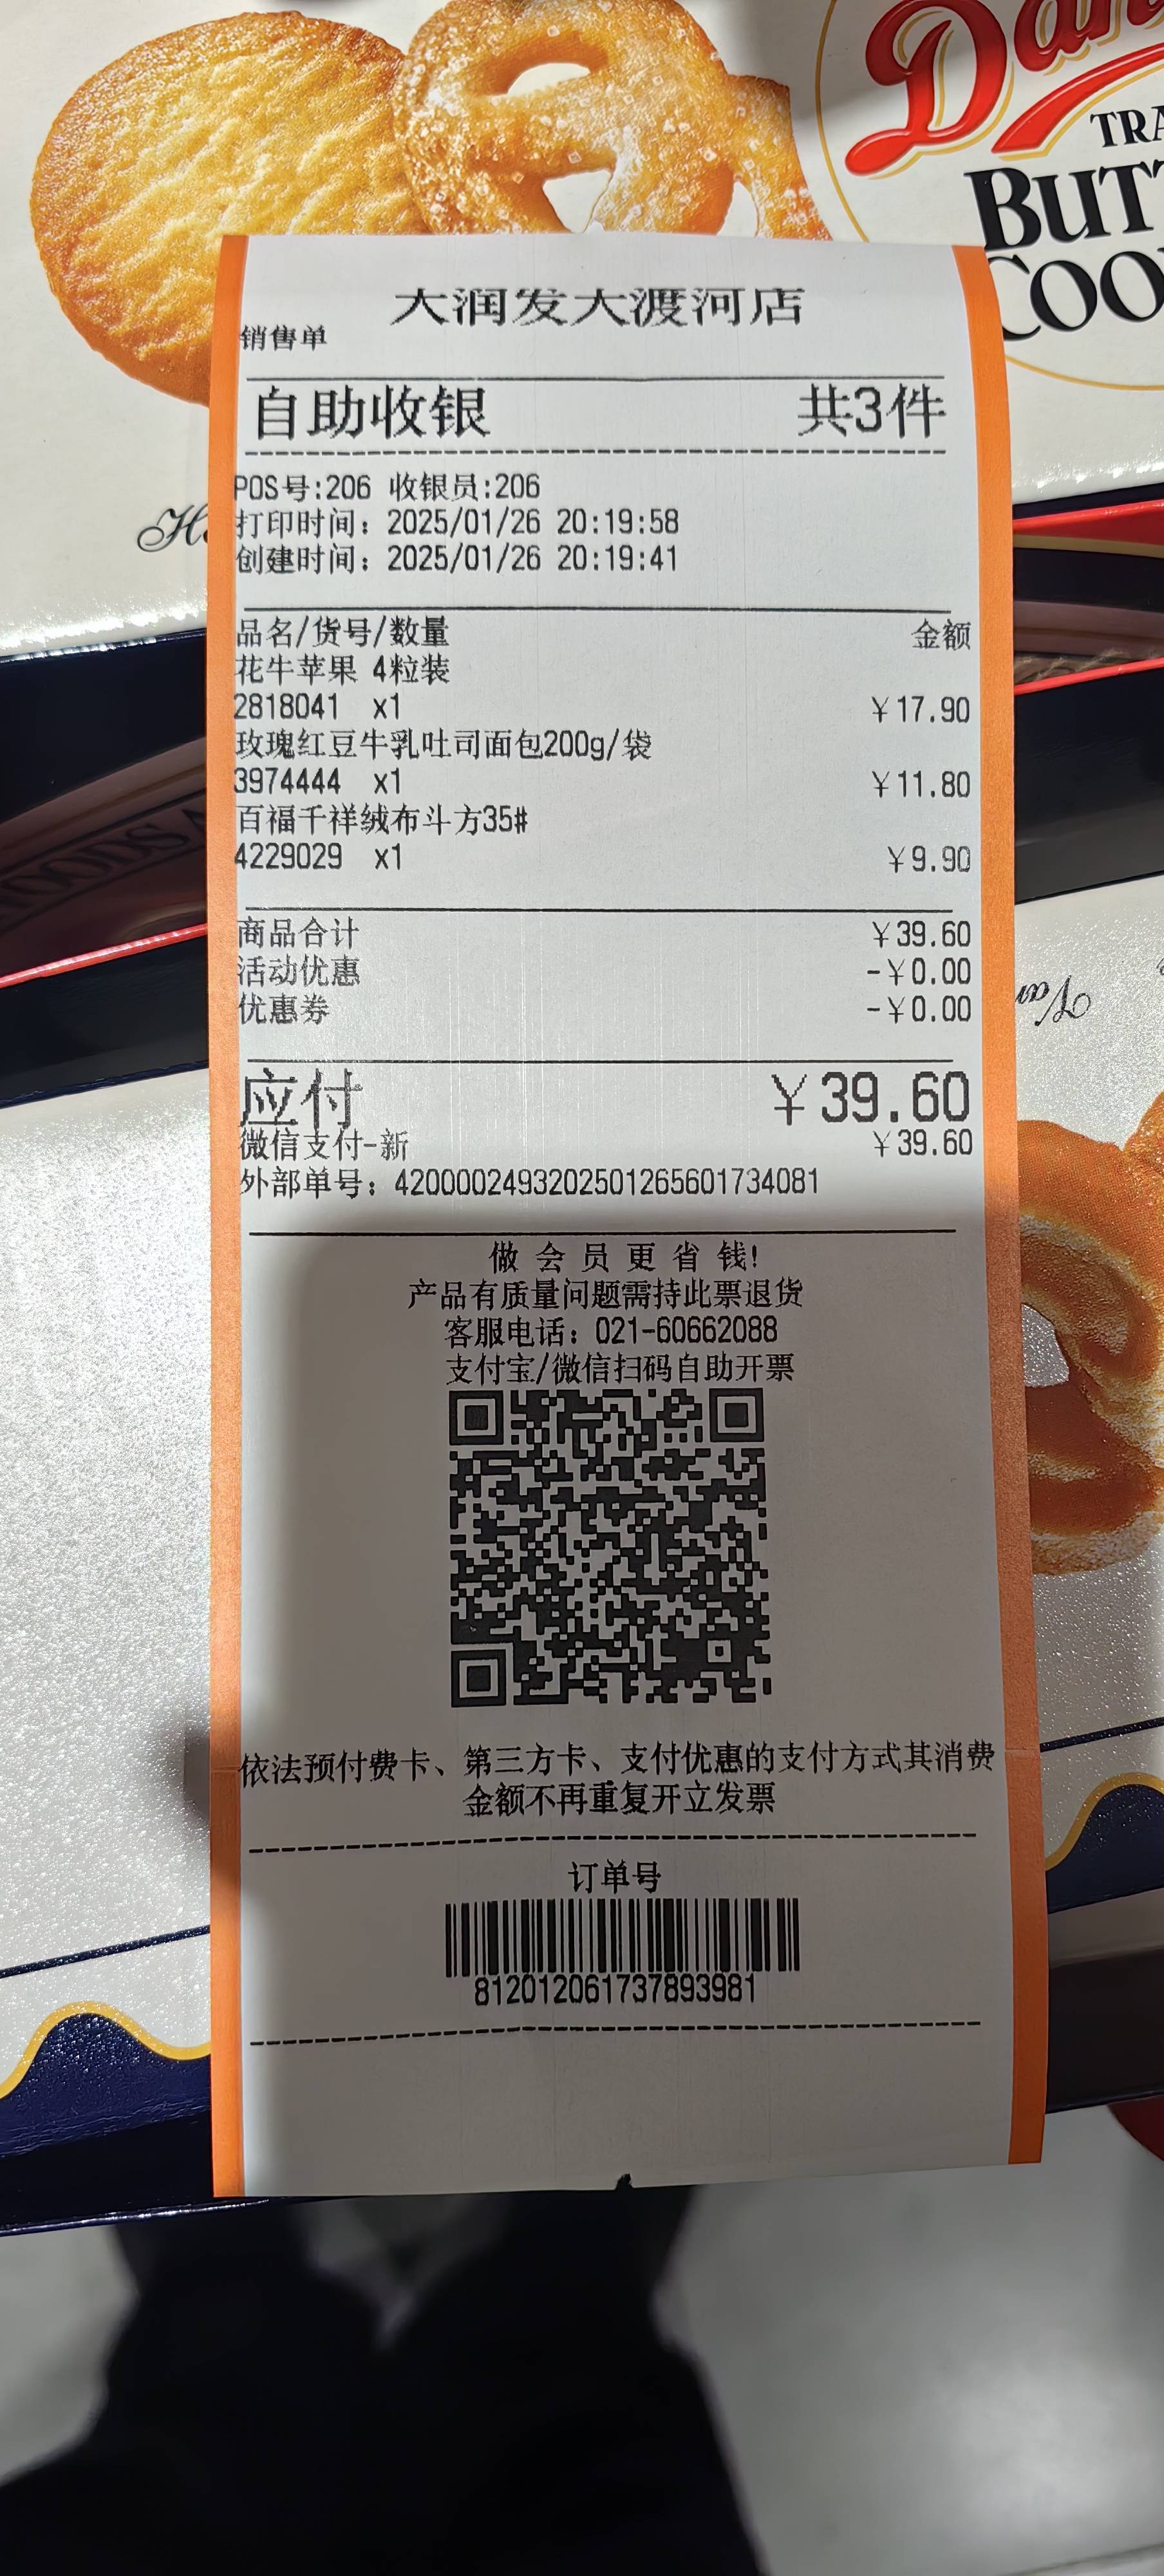 Dan
TRA
BUT
COO
大润发大渡河店
销售单
自助收银 共3件
POS号:206 收银员:206
打印时间: 2025/01/26 20:19:58
创建时间: 2025/01/26 20:19:41
品名/货号/数量 金额
花牛苹果 4粒装
2818041 x1 ￥17.90
玫瑰红豆牛乳吐司面包200g/袋
3974444 x1 ￥11.80
百福千祥绒布斗方35#
4229029 x1 ￥9.90
商品合计 ￥39.60
活动优惠 -￥0.00
优惠券 -￥0.00
应付 ￥39.60
微信支付-新 ￥39.60
外部单号: 4200002493202501265601734081
做会员更省钱!
产品有质量问题需持此票退货
客服电话: 021-60662088
支付宝/微信扫码自助开票
依法预付费卡、第三方卡、支付优惠的支付方式其消费
金额不再重复开立发票
订单号
812012061737893981